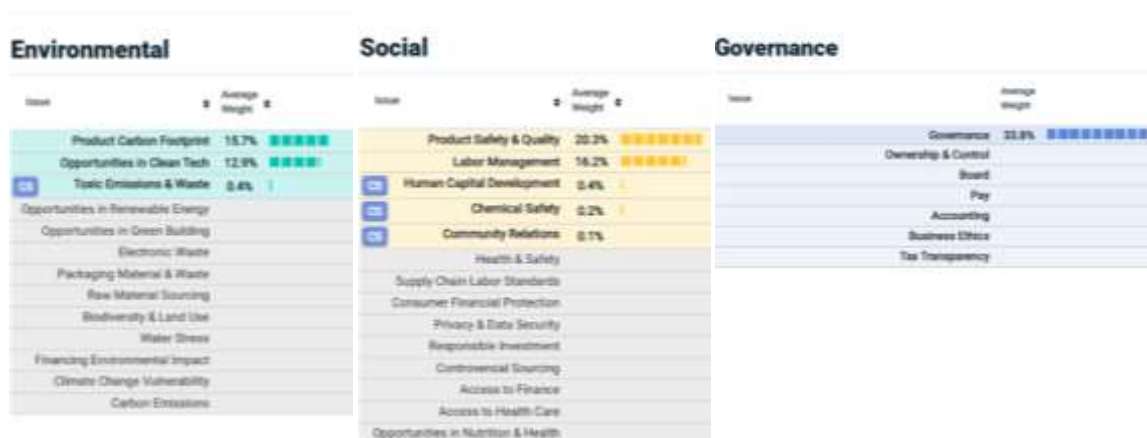 Environmental
Issue Average Weight
Product Carbon Footprint 15.7%
Opportunities in Clean Tech 12.9%
CS Toxic Emissions & Waste 0.4%
Opportunities in Renewable Energy
Opportunities in Green Building
Electronic Waste
Packaging Material & Waste
Raw Material Sourcing
Biodiversity & Land Use
Water Stress
Financing Environmental Impact
Climate Change Vulnerability
Carbon Emissions
Social
Issue Average Weight
Product Safety & Quality 20.3%
Labor Management 16.2%
CS Human Capital Development 0.4%
CS Chemical Safety 0.2%
CS Community Relations 0.1%
Health & Safety
Supply Chain Labor Standards
Consumer Financial Protection
Privacy & Data Security
Responsible Investment
Controversial Sourcing
Access to Finance
Access to Health Care
Opportunities in Nutrition & Health
Governance
Issue Average Weight
Governance 33.8%
Ownership & Control
Board
Pay
Accounting
Business Ethics
Tax Transparency